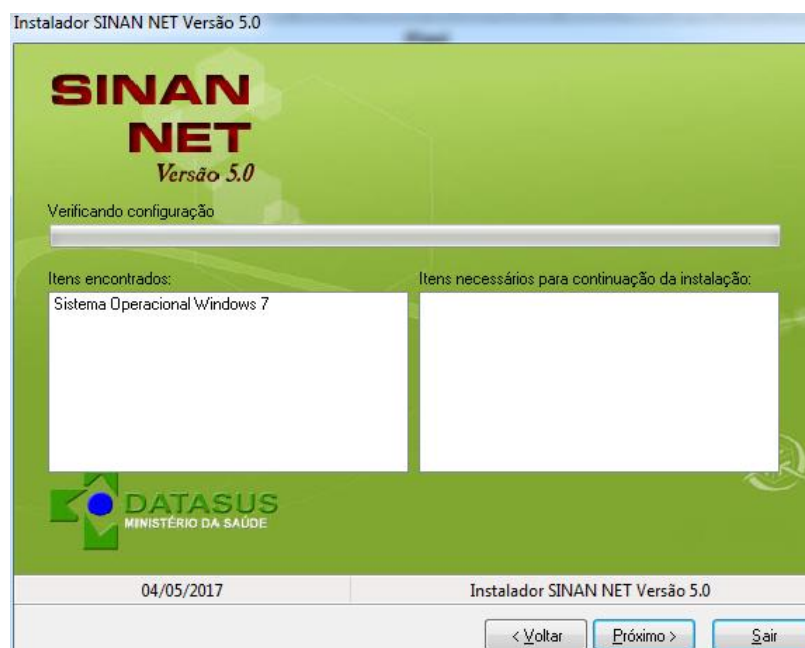 Instalador SINAN NET Versão 5.0
SINAN
NET
Versão 5.0
Verificando configuração
Itens encontrados:
Itens necessários para continuação da instalação:
Sistema Operacional Windows 7
DATASUS
MINISTÉRIO DA SAÚDE
04/05/2017
Instalador SINAN NET Versão 5.0
< Voltar
Próximo >
Sair